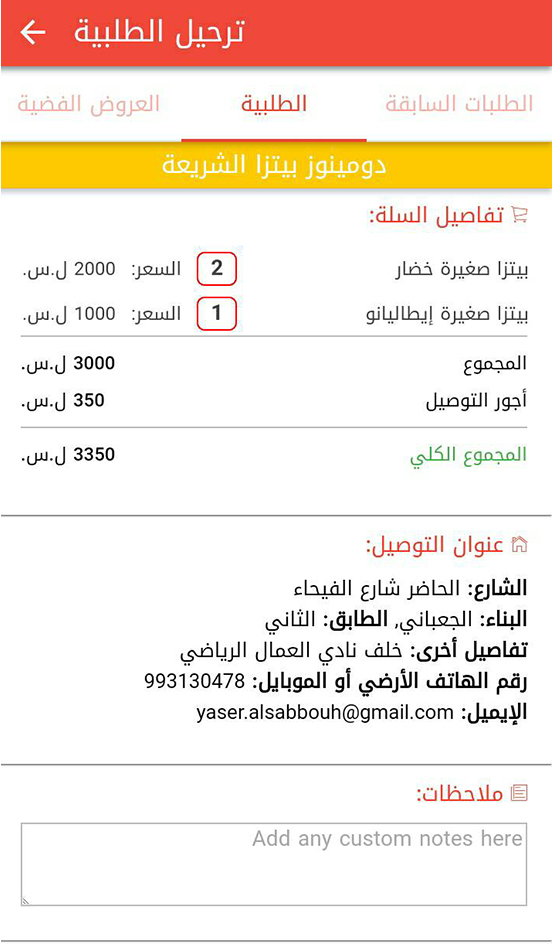 ترحيل الطلبية
الطلبات السابقة
الطلبية
العروض الفضية
دومينوز بيتزا الشريعة
تفاصيل السلة:
بيتزا صغيرة خضار 2 السعر: 2000 ل.س.
بيتزا صغيرة إيطاليانو 1 السعر: 1000 ل.س.
المجموع 3000 ل.س.
أجور التوصيل 350 ل.س.
المجموع الكلي 3350 ل.س.
عنوان التوصيل:
الشارع: الحاضر شارع الفيحاء
البناء: الجعباني, الطابق: الثاني
تفاصيل أخرى: خلف نادي العمال الرياضي
رقم الهاتف الأرضي أو الموبايل: 993130478
الإيميل: yaser.alsabbouh@gmail.com
ملاحظات:
Add any custom notes here